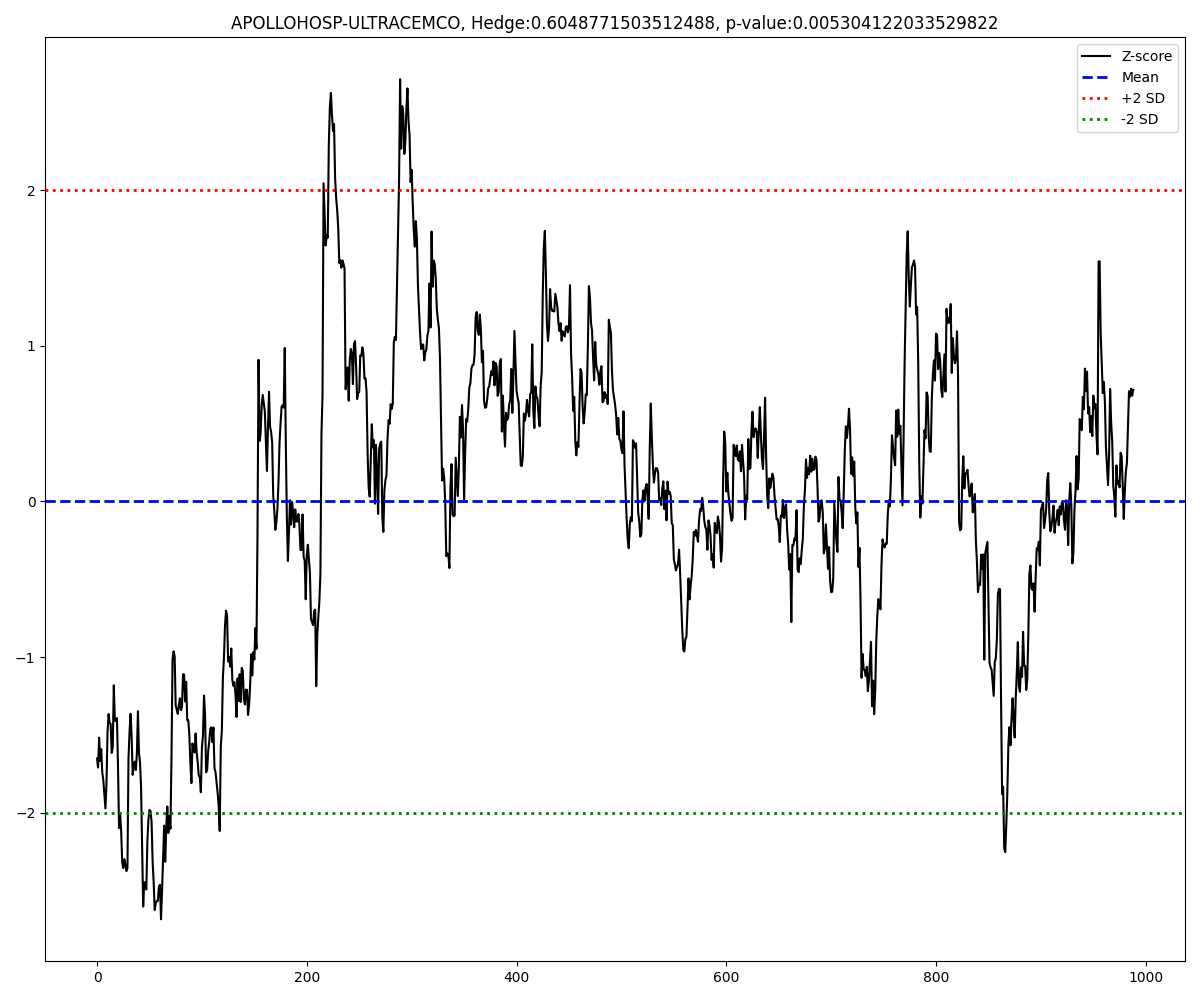 APOLLOHOSP-ULTRACEMCO, Hedge:0.6048771503512488, p-value:0.005304122033529822
Z-score
Mean
+2 SD
-2 SD
2
1
0
−1
−2
0 200 400 600 800 1000